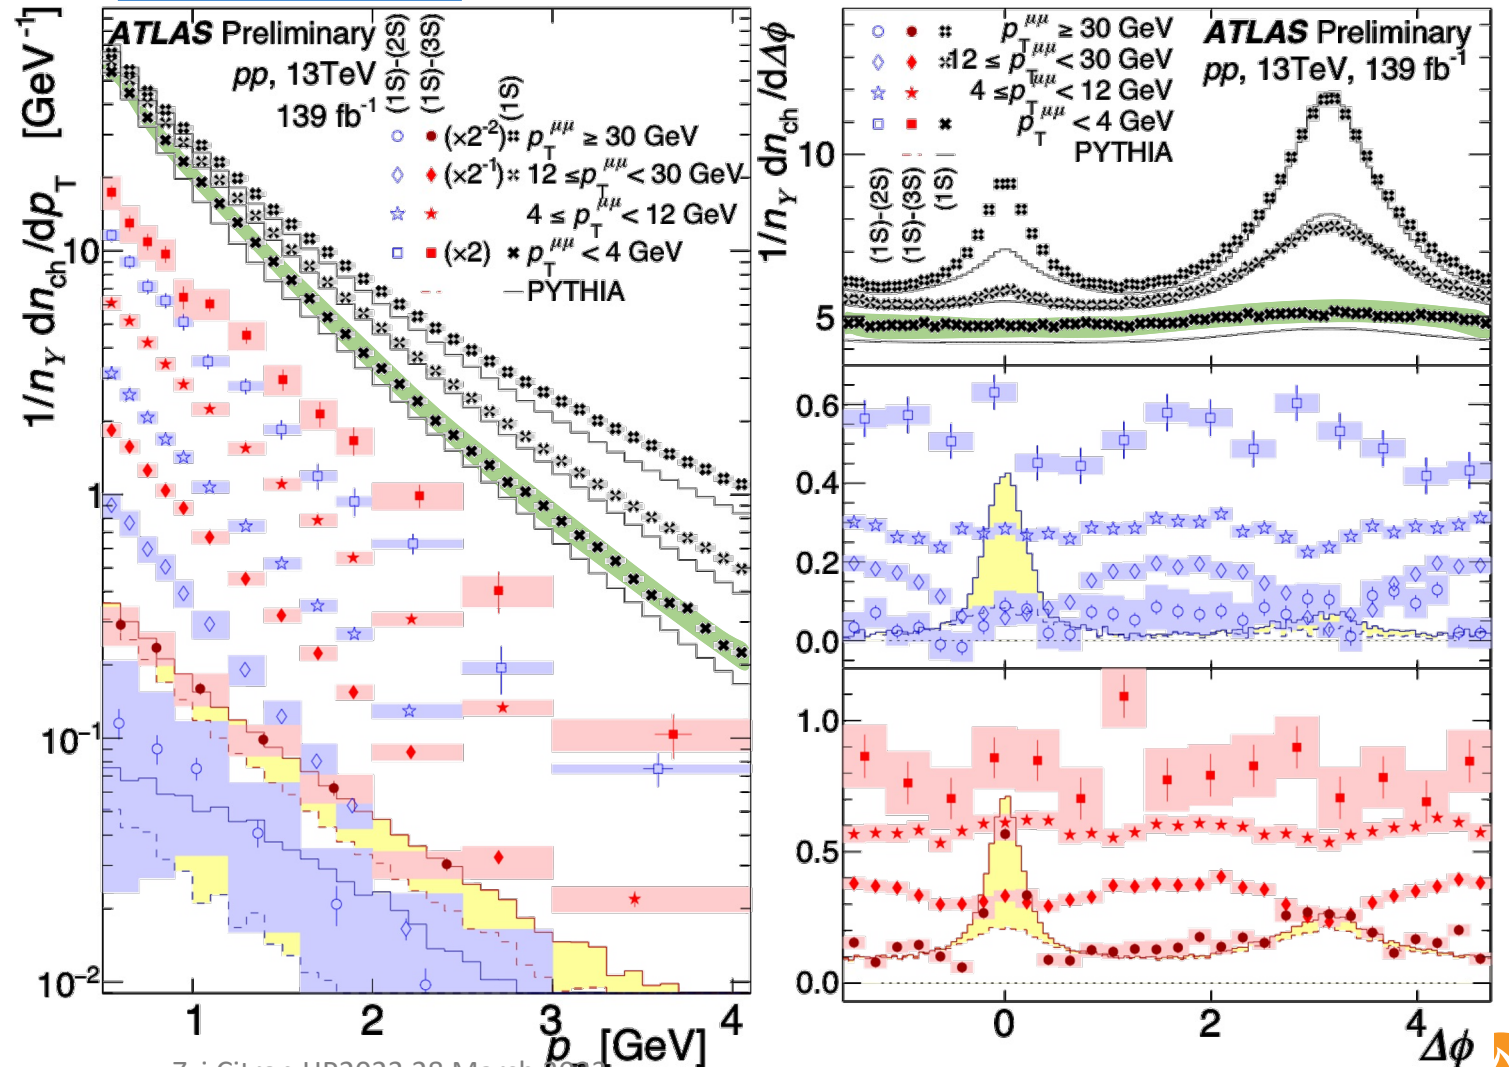 ATLAS Preliminary
pp, 13TeV
139 fb⁻¹
(1S)-(2S)
(1S)-(3S)
(1S)
(×2⁻²) p_T^μμ ≥ 30 GeV
(×2⁻¹) 12 ≤ p_T^μμ < 30 GeV
4 ≤ p_T^μμ < 12 GeV
(×2) p_T^μμ < 4 GeV
PYTHIA
1/n_Υ dn_ch/dp_T [GeV⁻¹]
10
1
10⁻¹
10⁻²
1 2 3 4
p [GeV]
ATLAS Preliminary
pp, 13TeV, 139 fb⁻¹
p_T^μμ ≥ 30 GeV
12 ≤ p_T^μμ < 30 GeV
4 ≤ p_T^μμ < 12 GeV
p_T^μμ < 4 GeV
PYTHIA
(1S)-(2S)
(1S)-(3S)
(1S)
1/n_Υ dn_ch/dΔϕ
10
5
0.6
0.4
0.2
0.0
1.0
0.5
0.0
0 2 4
Δϕ